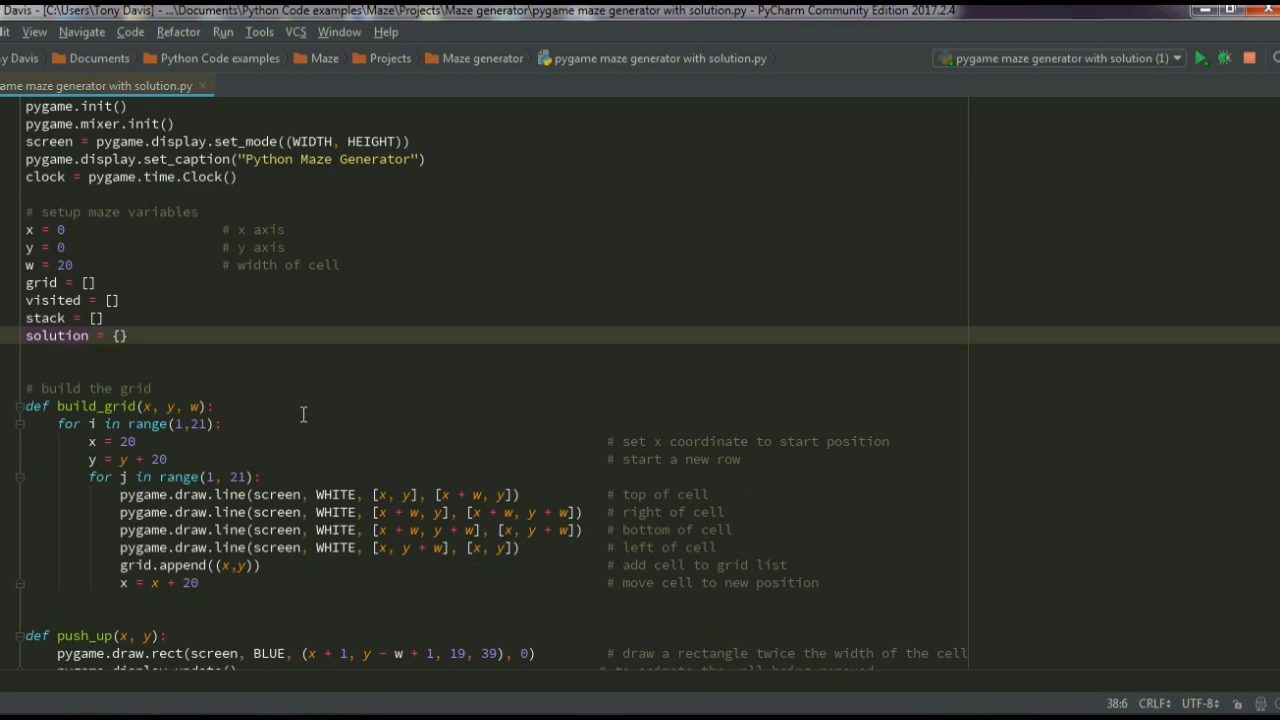 Davis - [C:\Users\Tony Davis] - ...\Documents\Python Code examples\Maze\Projects\Maze generator\pygame maze generator with solution.py - PyCharm Community Edition 2017.2.4
it View Navigate Code Refactor Run Tools VCS Window Help
y Davis Documents Python Code examples Maze Projects Maze generator pygame maze generator with solution.py pygame maze generator with solution (1)
ame maze generator with solution.py
pygame.init()
pygame.mixer.init()
screen = pygame.display.set_mode((WIDTH, HEIGHT))
pygame.display.set_caption("Python Maze Generator")
clock = pygame.time.Clock()
# setup maze variables
x = 0 # x axis
y = 0 # y axis
w = 20 # width of cell
grid = []
visited = []
stack = []
solution = {}
# build the grid
def build_grid(x, y, w):
for i in range(1,21):
x = 20 # set x coordinate to start position
y = y + 20 # start a new row
for j in range(1, 21):
pygame.draw.line(screen, WHITE, [x, y], [x + w, y]) # top of cell
pygame.draw.line(screen, WHITE, [x + w, y], [x + w, y + w]) # right of cell
pygame.draw.line(screen, WHITE, [x + w, y + w], [x, y + w]) # bottom of cell
pygame.draw.line(screen, WHITE, [x, y + w], [x, y]) # left of cell
grid.append((x,y)) # add cell to grid list
x = x + 20 # move cell to new position
def push_up(x, y):
pygame.draw.rect(screen, BLUE, (x + 1, y - w + 1, 19, 39), 0) # draw a rectangle twice the width of the cell
pygame.display.update() # to animate the wall being removed
38:6 CRLF UTF-8